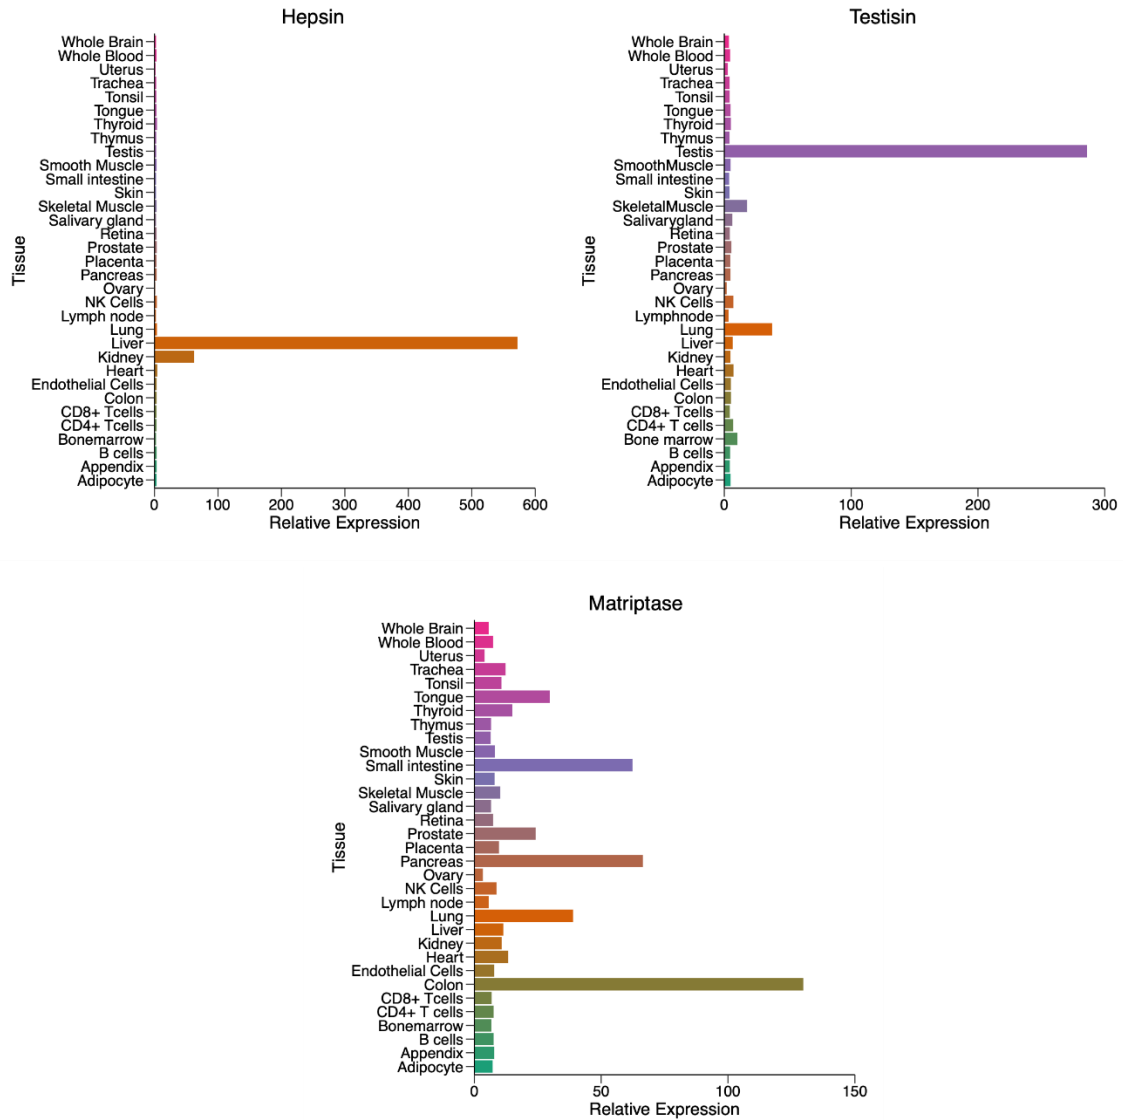 Hepsin
Whole Brain
Whole Blood
Uterus
Trachea
Tonsil
Tongue
Thyroid
Thymus
Testis
Smooth Muscle
Small intestine
Skin
Skeletal Muscle
Salivary gland
Retina
Prostate
Placenta
Pancreas
Ovary
NK Cells
Lymph node
Lung
Liver
Kidney
Heart
Endothelial Cells
Colon
CD8+ Tcells
CD4+ Tcells
Bonemarrow
B cells
Appendix
Adipocyte
Tissue
0 100 200 300 400 500 600
Relative Expression
Testisin
Whole Brain
Whole Blood
Uterus
Trachea
Tonsil
Tongue
Thyroid
Thymus
Testis
SmoothMuscle
Small intestine
Skin
SkeletalMuscle
Salivarygland
Retina
Prostate
Placenta
Pancreas
Ovary
NK Cells
Lymphnode
Lung
Liver
Kidney
Heart
Endothelial Cells
Colon
CD8+ Tcells
CD4+ T cells
Bone marrow
B cells
Appendix
Adipocyte
Tissue
0 100 200 300
Relative Expression
Matriptase
Whole Brain
Whole Blood
Uterus
Trachea
Tonsil
Tongue
Thyroid
Thymus
Testis
Smooth Muscle
Small intestine
Skin
Skeletal Muscle
Salivary gland
Retina
Prostate
Placenta
Pancreas
Ovary
NK Cells
Lymph node
Lung
Liver
Kidney
Heart
Endothelial Cells
Colon
CD8+ Tcells
CD4+ T cells
Bonemarrow
B cells
Appendix
Adipocyte
Tissue
0 50 100 150
Relative Expression